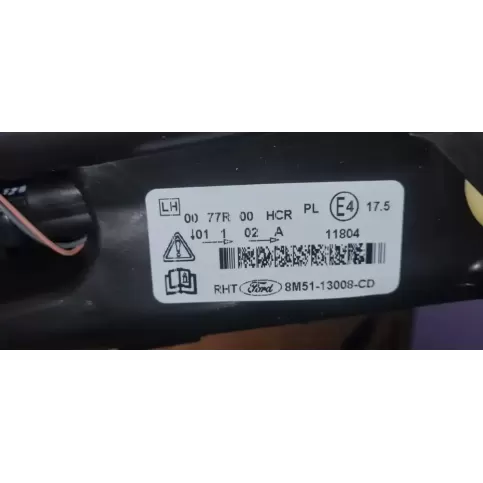 LH 00 77R 00 HCR PL E4 17.5
01 1 02 A 11804
RHT Ford 8M51-13008-CD